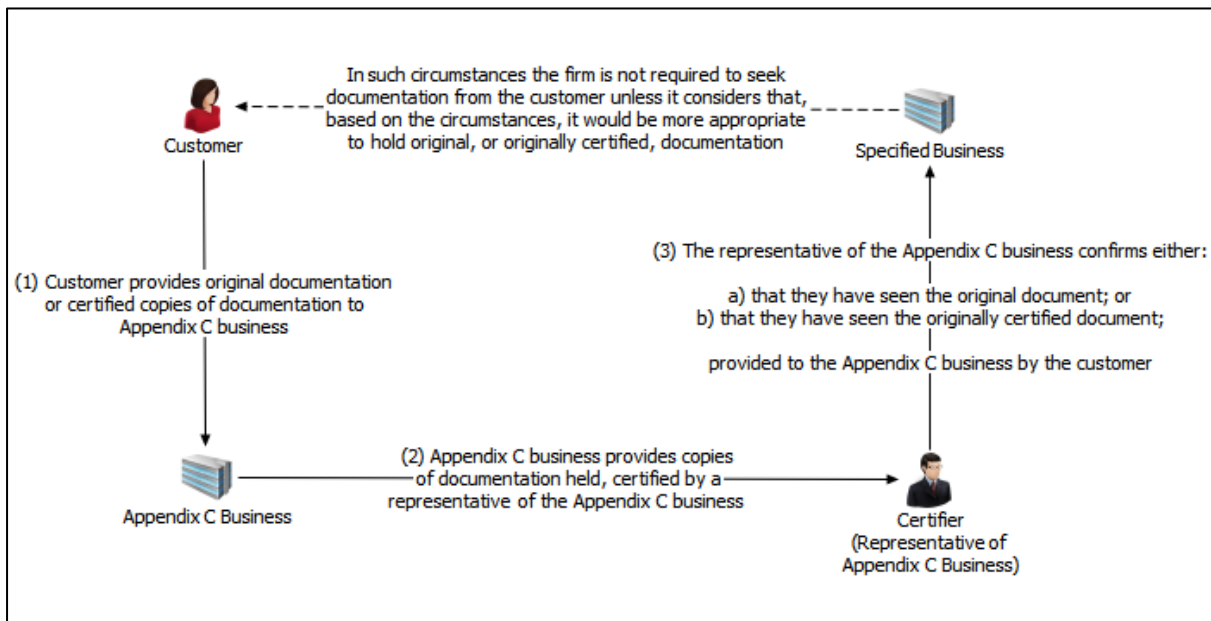 In such circumstances the firm is not required to seek
documentation from the customer unless it considers that,
based on the circumstances, it would be more appropriate
to hold original, or originally certified, documentation
Customer
Specified Business
(1) Customer provides original documentation
or certified copies of documentation to
Appendix C business
(3) The representative of the Appendix C business confirms either:
a) that they have seen the original document; or
b) that they have seen the originally certified document;
provided to the Appendix C business by the customer
(2) Appendix C business provides copies
of documentation held, certified by a
representative of the Appendix C business
Appendix C Business
Certifier
(Representative of
Appendix C Business)